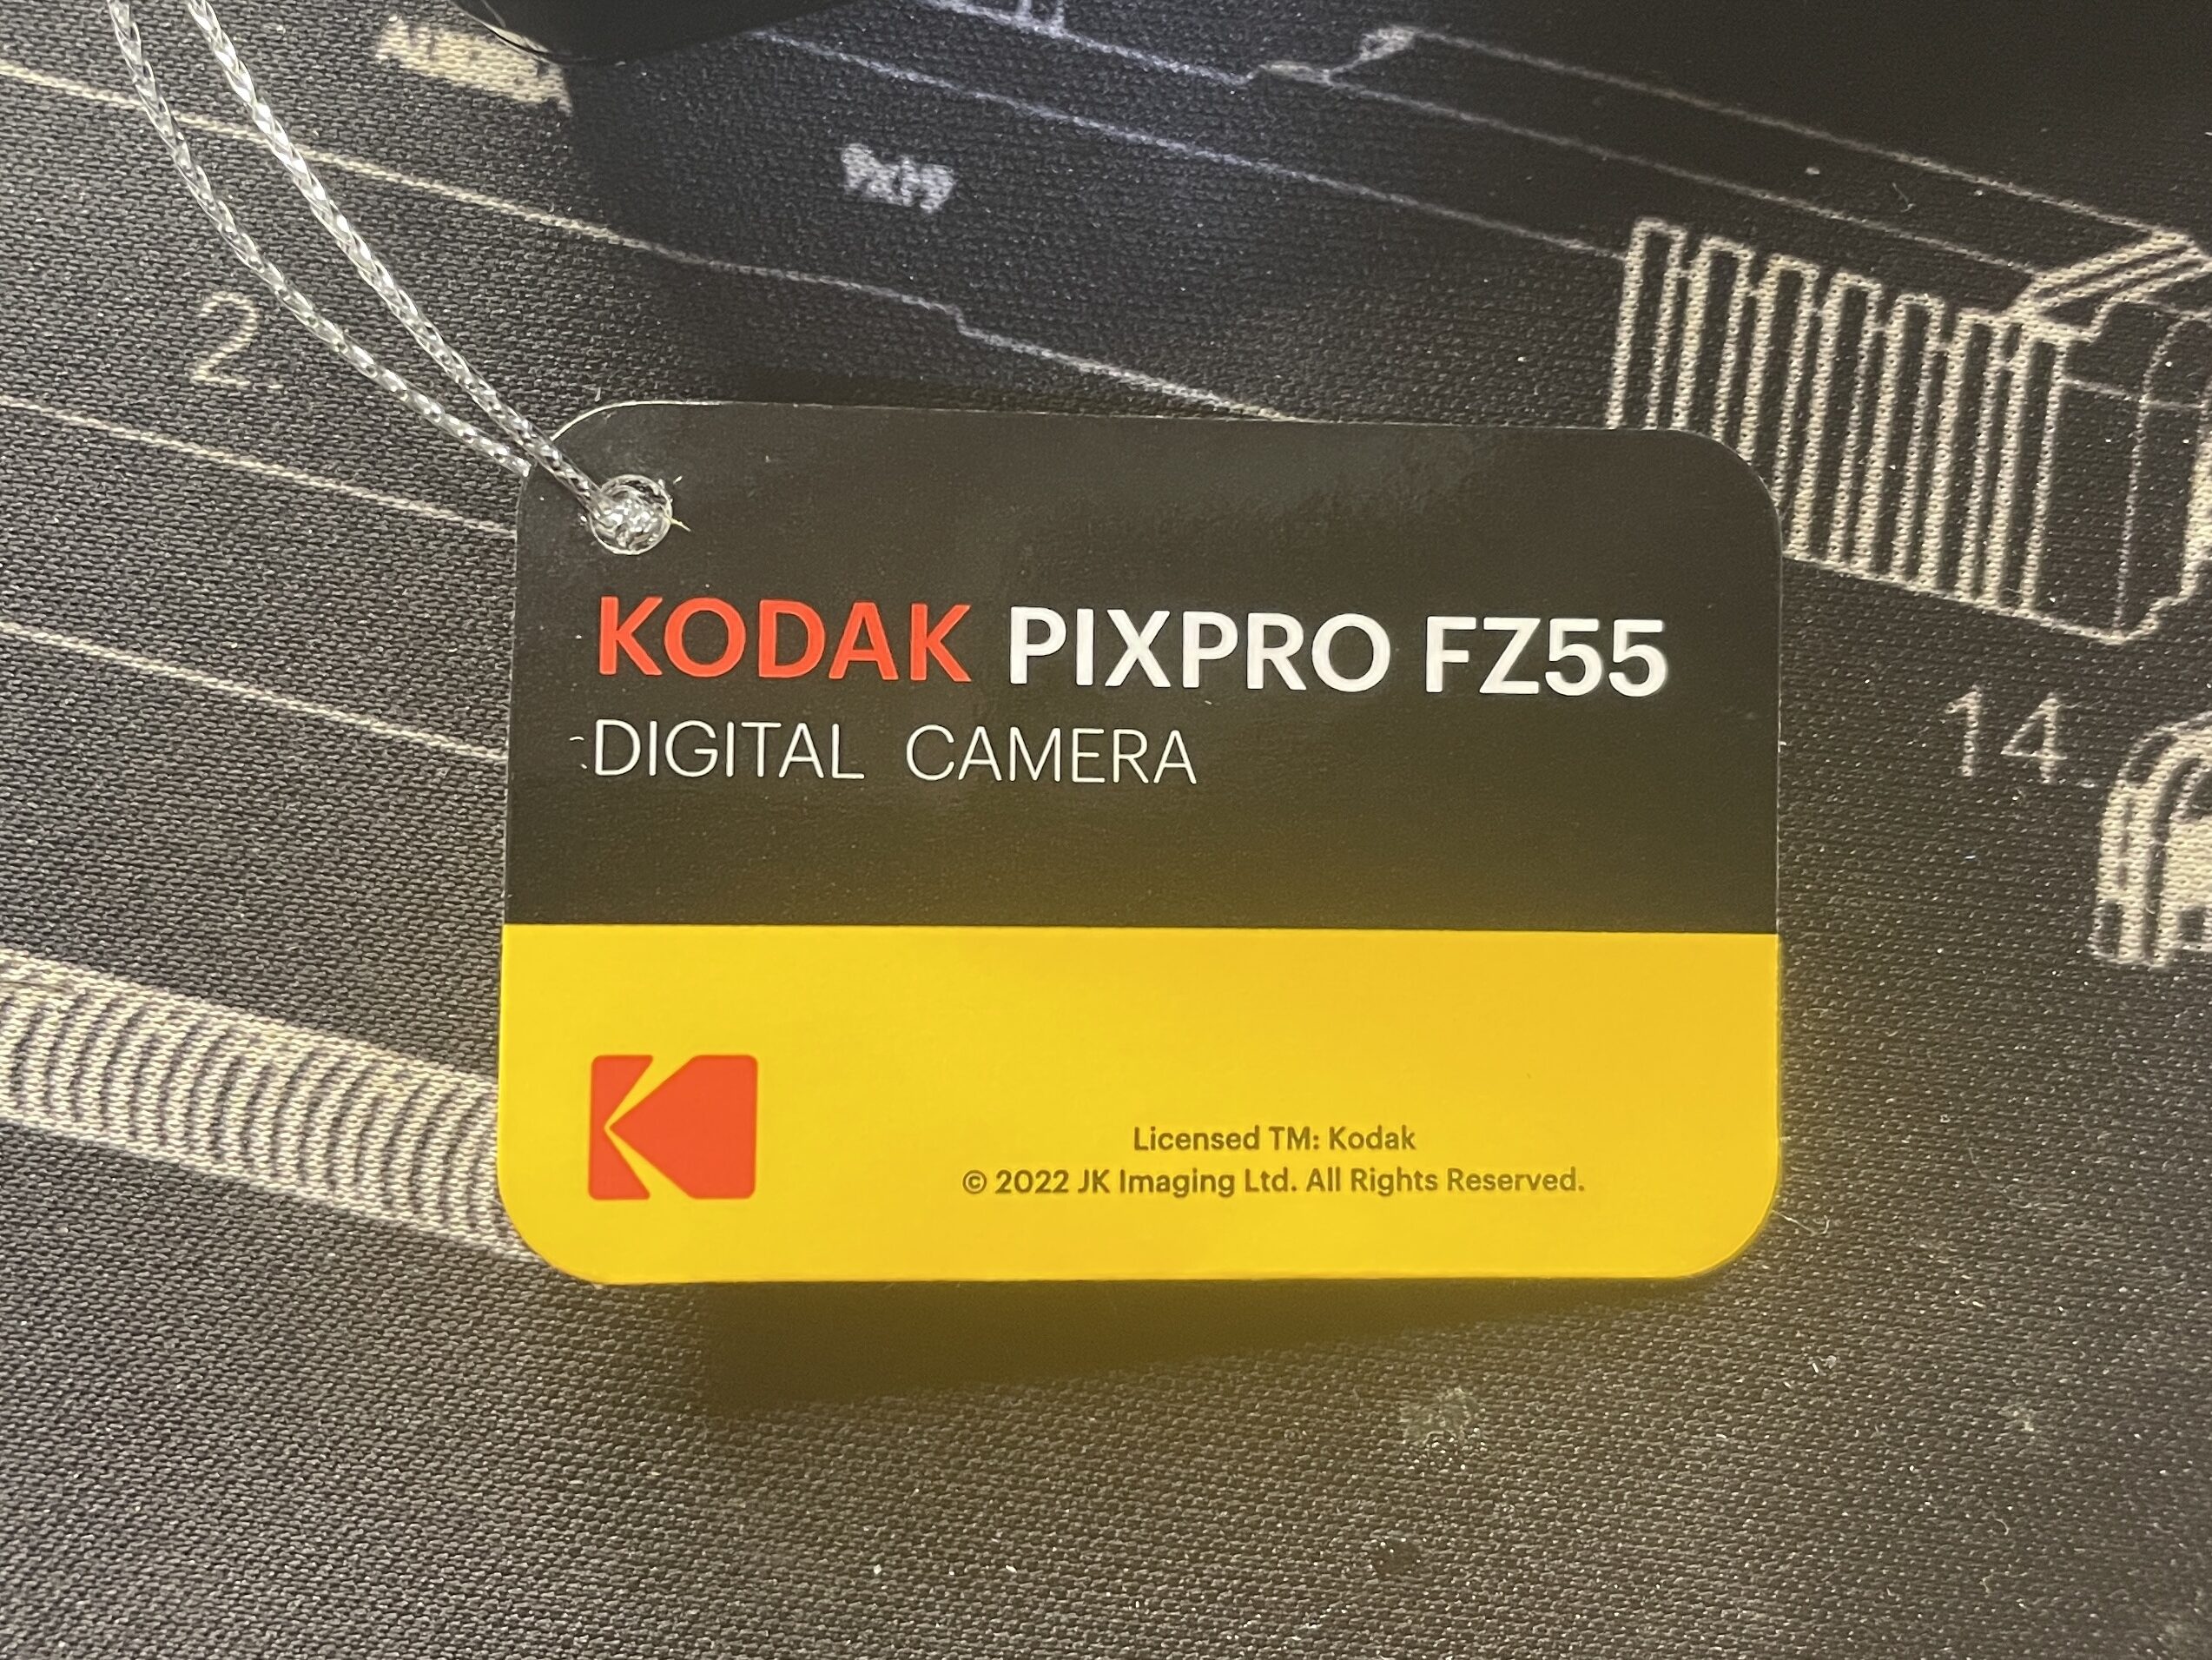 2.
KODAK PIXPRO FZ55
DIGITAL CAMERA
14.
Licensed TM: Kodak
© 2022 JK Imaging Ltd. All Rights Reserved.